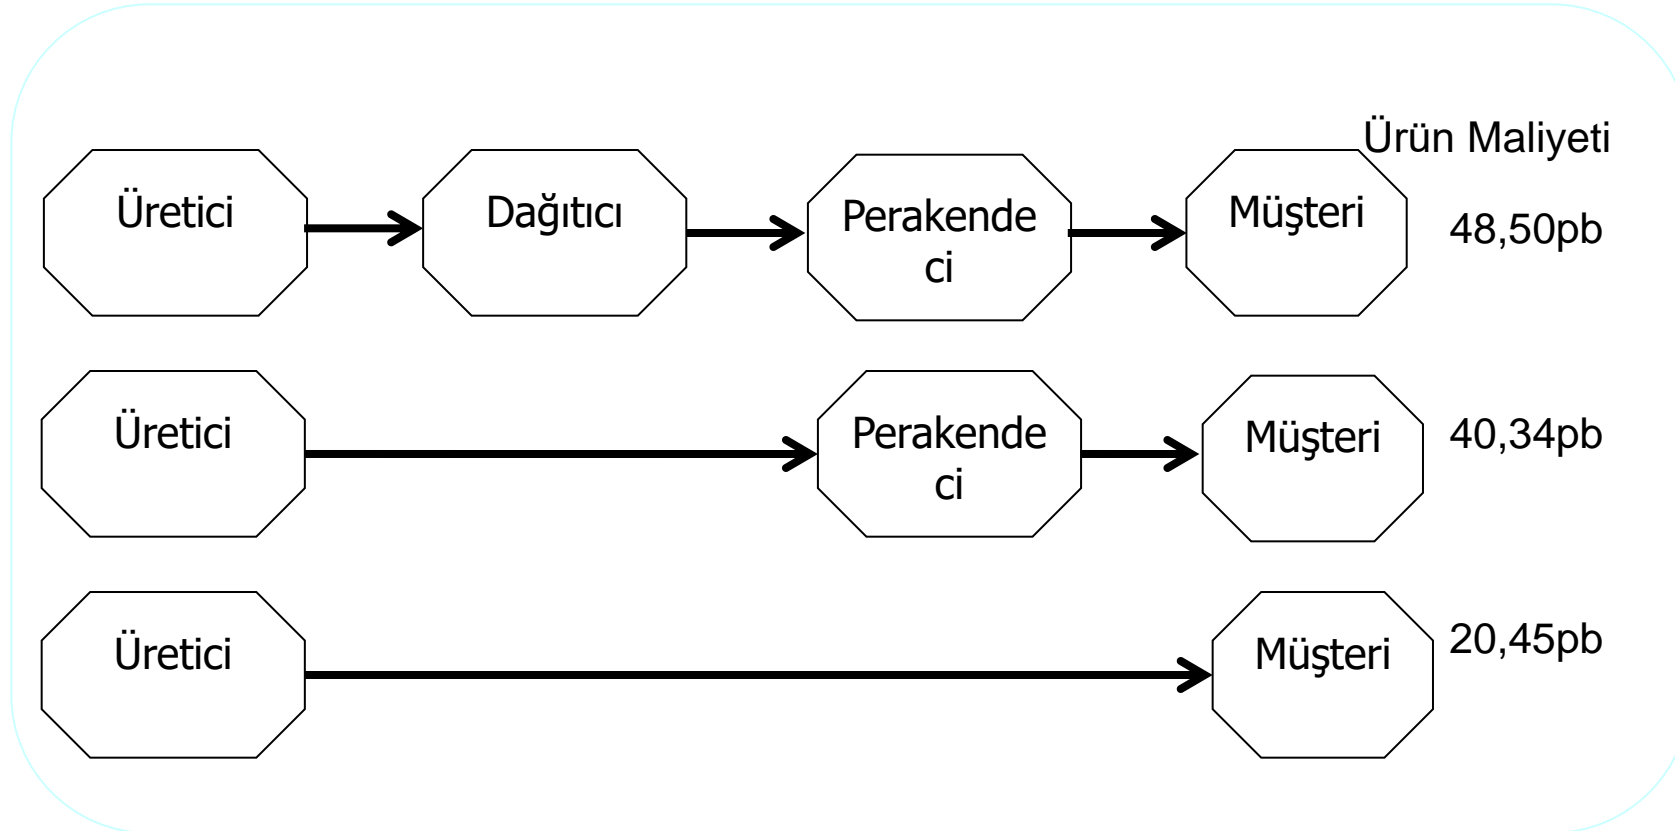 Ürün Maliyeti
Üretici
Dağıtıcı
Perakende
ci
Müşteri
48,50pb
Üretici
Perakende
ci
Müşteri
40,34pb
Üretici
Müşteri
20,45pb